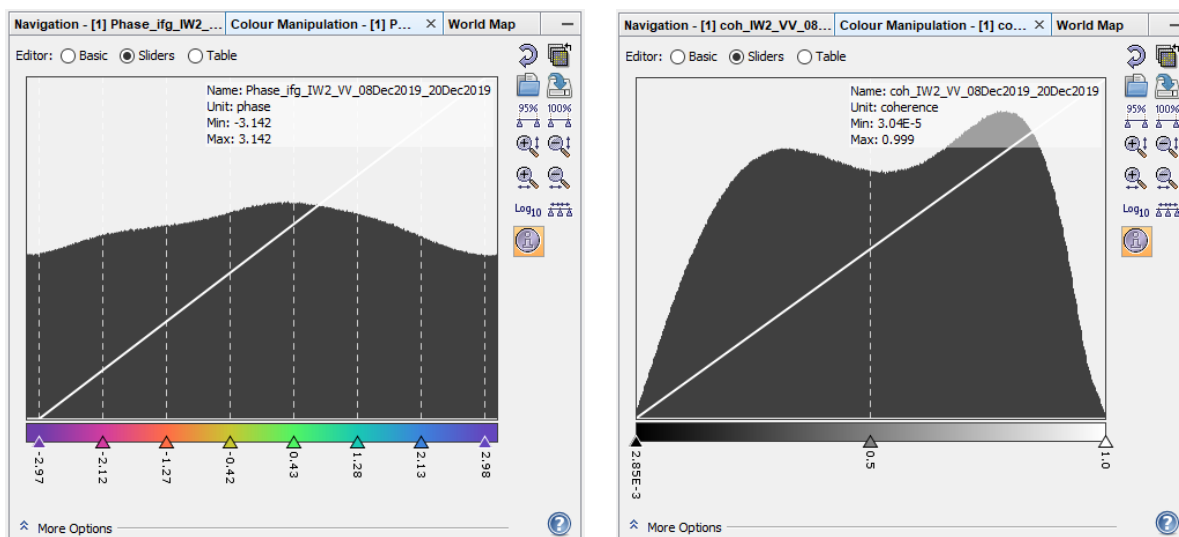 Navigation - [1] Phase_ifg_IW2_... Colour Manipulation - [1] P... × World Map
Editor: Basic Sliders Table
Name: Phase_ifg_IW2_VV_08Dec2019_20Dec2019
Unit: phase
Min: -3.142
Max: 3.142
95% 100%
Log10
-2.97 -2.12 -1.27 -0.42 0.43 1.28 2.13 2.98
More Options
?
Navigation - [1] coh_IW2_VV_08... Colour Manipulation - [1] co... × World Map
Editor: Basic Sliders Table
Name: coh_IW2_VV_08Dec2019_20Dec2019
Unit: coherence
Min: 3.04E-5
Max: 0.999
95% 100%
Log10
2.85E-3 0.5 1.0
More Options
?